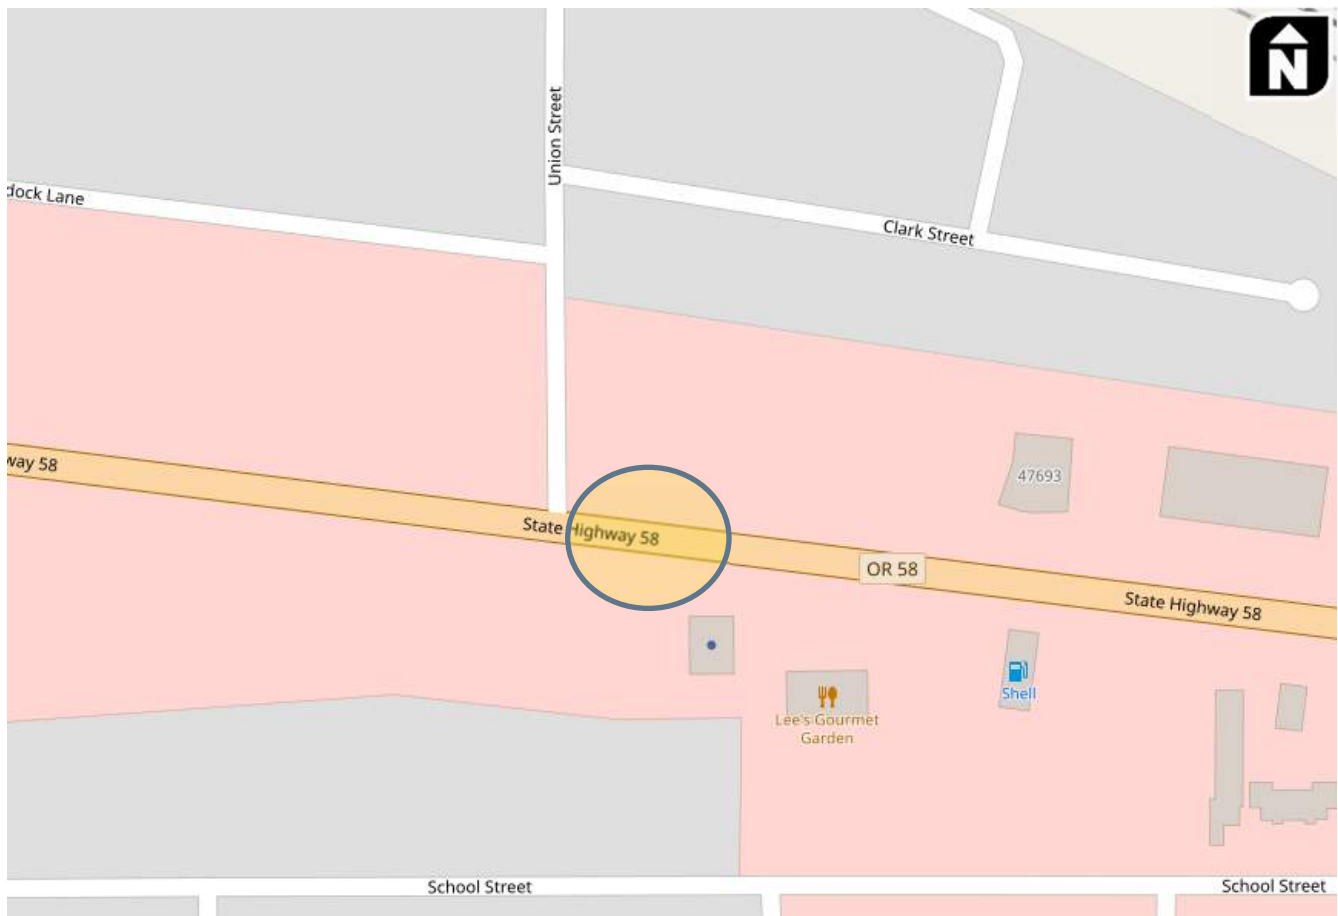 N
Union Street
dock Lane
Clark Street
way 58
47693
State Highway 58
OR 58
State Highway 58
Shell
Lee's Gourmet
Garden
School Street
School Street